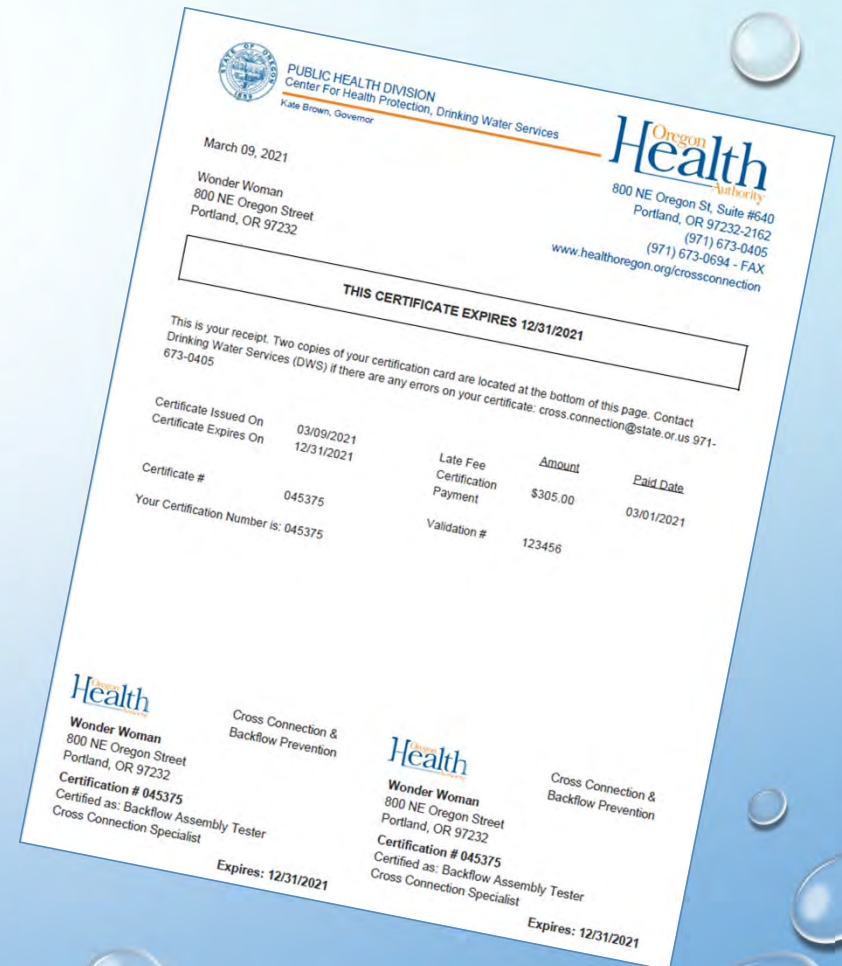 STATE OF OREGON
1859
PUBLIC HEALTH DIVISION
Center For Health Protection, Drinking Water Services
Kate Brown, Governor
Oregon
Health
Authority
800 NE Oregon St, Suite #640
Portland, OR 97232-2162
(971) 673-0405
(971) 673-0694 - FAX
www.healthoregon.org/crossconnection
March 09, 2021
Wonder Woman
800 NE Oregon Street
Portland, OR 97232
THIS CERTIFICATE EXPIRES 12/31/2021
This is your receipt. Two copies of your certification card are located at the bottom of this page. Contact
Drinking Water Services (DWS) if there are any errors on your certificate: cross.connection@state.or.us 971-
673-0405
Certificate Issued On 03/09/2021
Certificate Expires On 12/31/2021
Certificate # 045375
Your Certification Number is: 045375
Amount Paid Date
Late Fee
Certification $305.00 03/01/2021
Payment
Validation # 123456
Oregon
Health
Authority
Cross Connection &
Backflow Prevention
Wonder Woman
800 NE Oregon Street
Portland, OR 97232
Certification # 045375
Certified as: Backflow Assembly Tester
Cross Connection Specialist
Expires: 12/31/2021
Oregon
Health
Authority
Cross Connection &
Backflow Prevention
Wonder Woman
800 NE Oregon Street
Portland, OR 97232
Certification # 045375
Certified as: Backflow Assembly Tester
Cross Connection Specialist
Expires: 12/31/2021